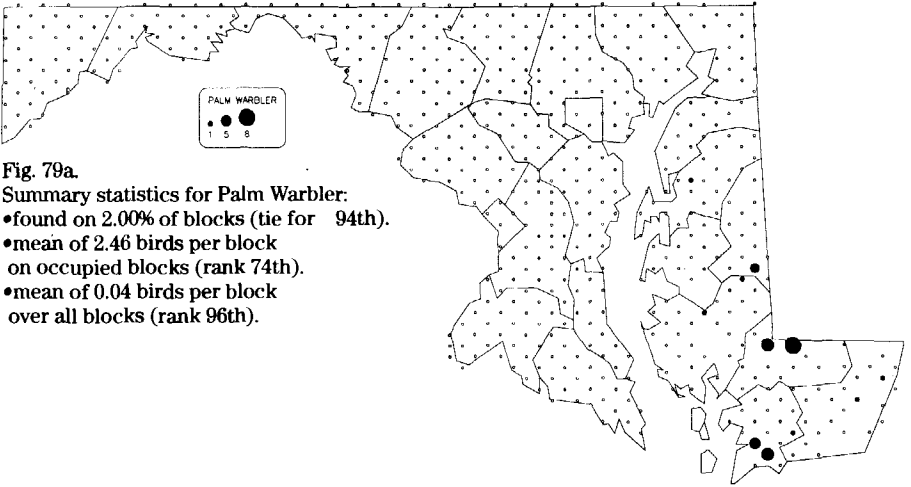 PALM WARBLER
1 5 8
Fig. 79a.
Summary statistics for Palm Warbler:
•found on 2.00% of blocks (tie for 94th).
•mean of 2.46 birds per block
on occupied blocks (rank 74th).
•mean of 0.04 birds per block
over all blocks (rank 96th).